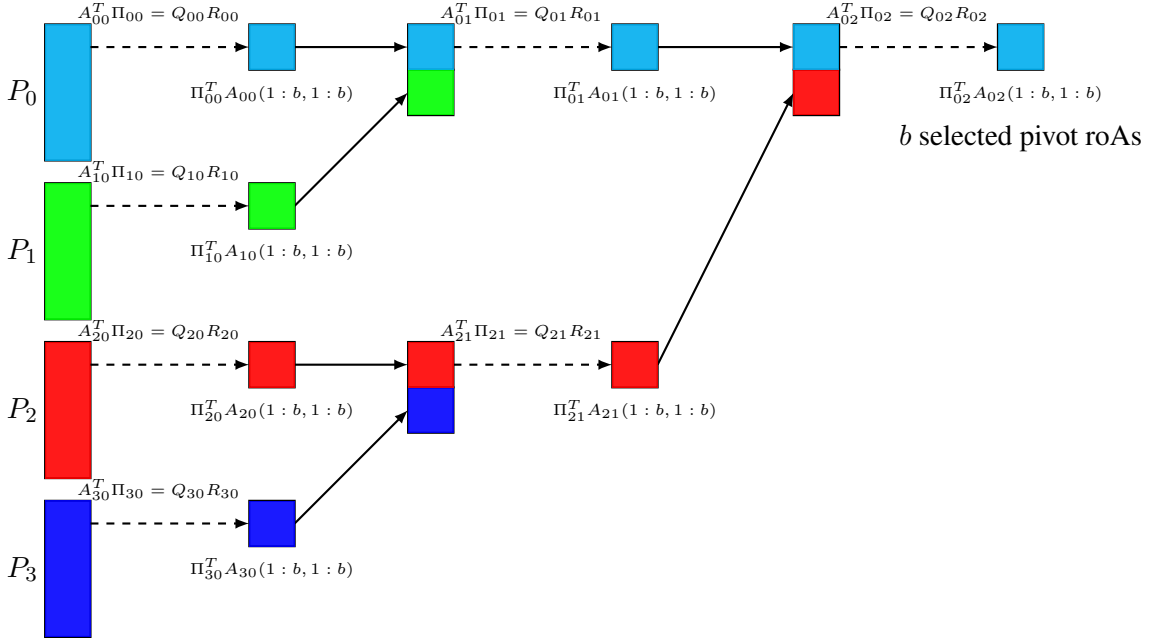 A_{00}^T Π_{00} = Q_{00}R_{00}
A_{01}^T Π_{01} = Q_{01}R_{01}
A_{02}^T Π_{02} = Q_{02}R_{02}
P_0
Π_{00}^T A_{00}(1 : b, 1 : b)
Π_{01}^T A_{01}(1 : b, 1 : b)
Π_{02}^T A_{02}(1 : b, 1 : b)
b selected pivot roAs
A_{10}^T Π_{10} = Q_{10}R_{10}
P_1
Π_{10}^T A_{10}(1 : b, 1 : b)
A_{20}^T Π_{20} = Q_{20}R_{20}
A_{21}^T Π_{21} = Q_{21}R_{21}
P_2
Π_{20}^T A_{20}(1 : b, 1 : b)
Π_{21}^T A_{21}(1 : b, 1 : b)
A_{30}^T Π_{30} = Q_{30}R_{30}
P_3
Π_{30}^T A_{30}(1 : b, 1 : b)